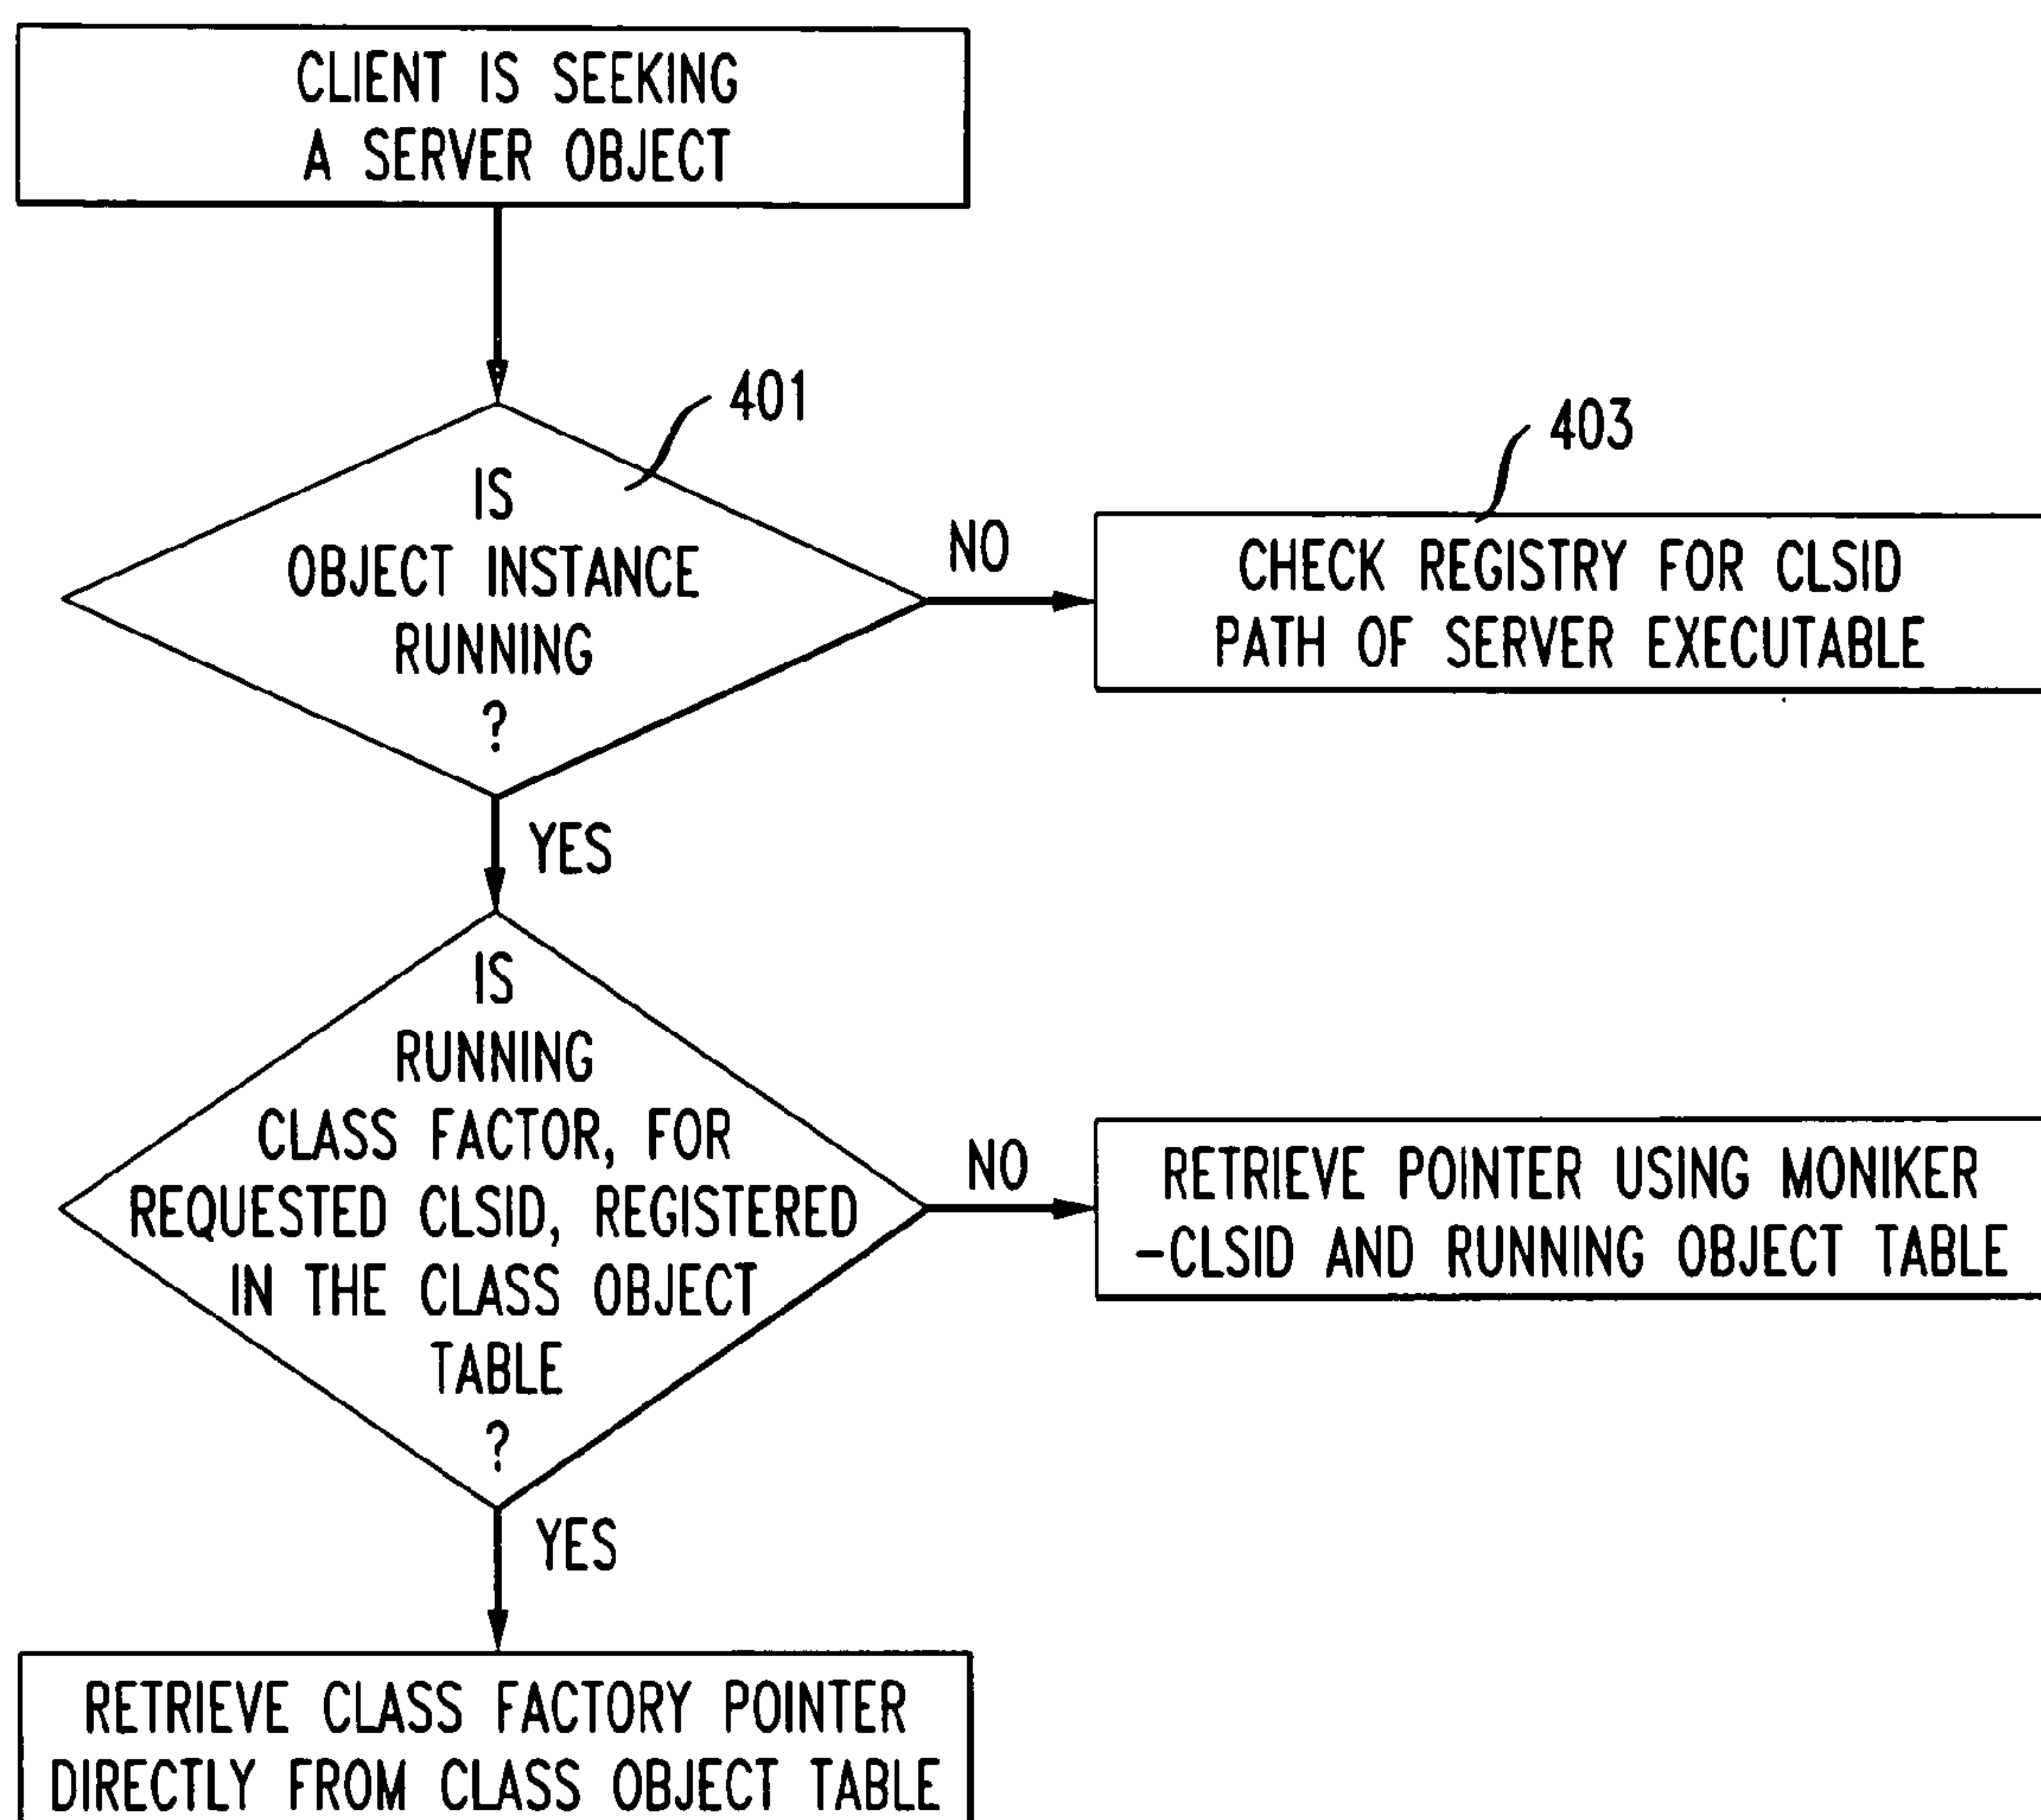 CLIENT IS SEEKING
A SERVER OBJECT
401
IS
OBJECT INSTANCE
RUNNING
?
NO
403
CHECK REGISTRY FOR CLSID
PATH OF SERVER EXECUTABLE
YES
IS
RUNNING
CLASS FACTOR, FOR
REQUESTED CLSID, REGISTERED
IN THE CLASS OBJECT
TABLE
?
NO
RETRIEVE POINTER USING MONIKER
-CLSID AND RUNNING OBJECT TABLE
YES
RETRIEVE CLASS FACTORY POINTER
DIRECTLY FROM CLASS OBJECT TABLE